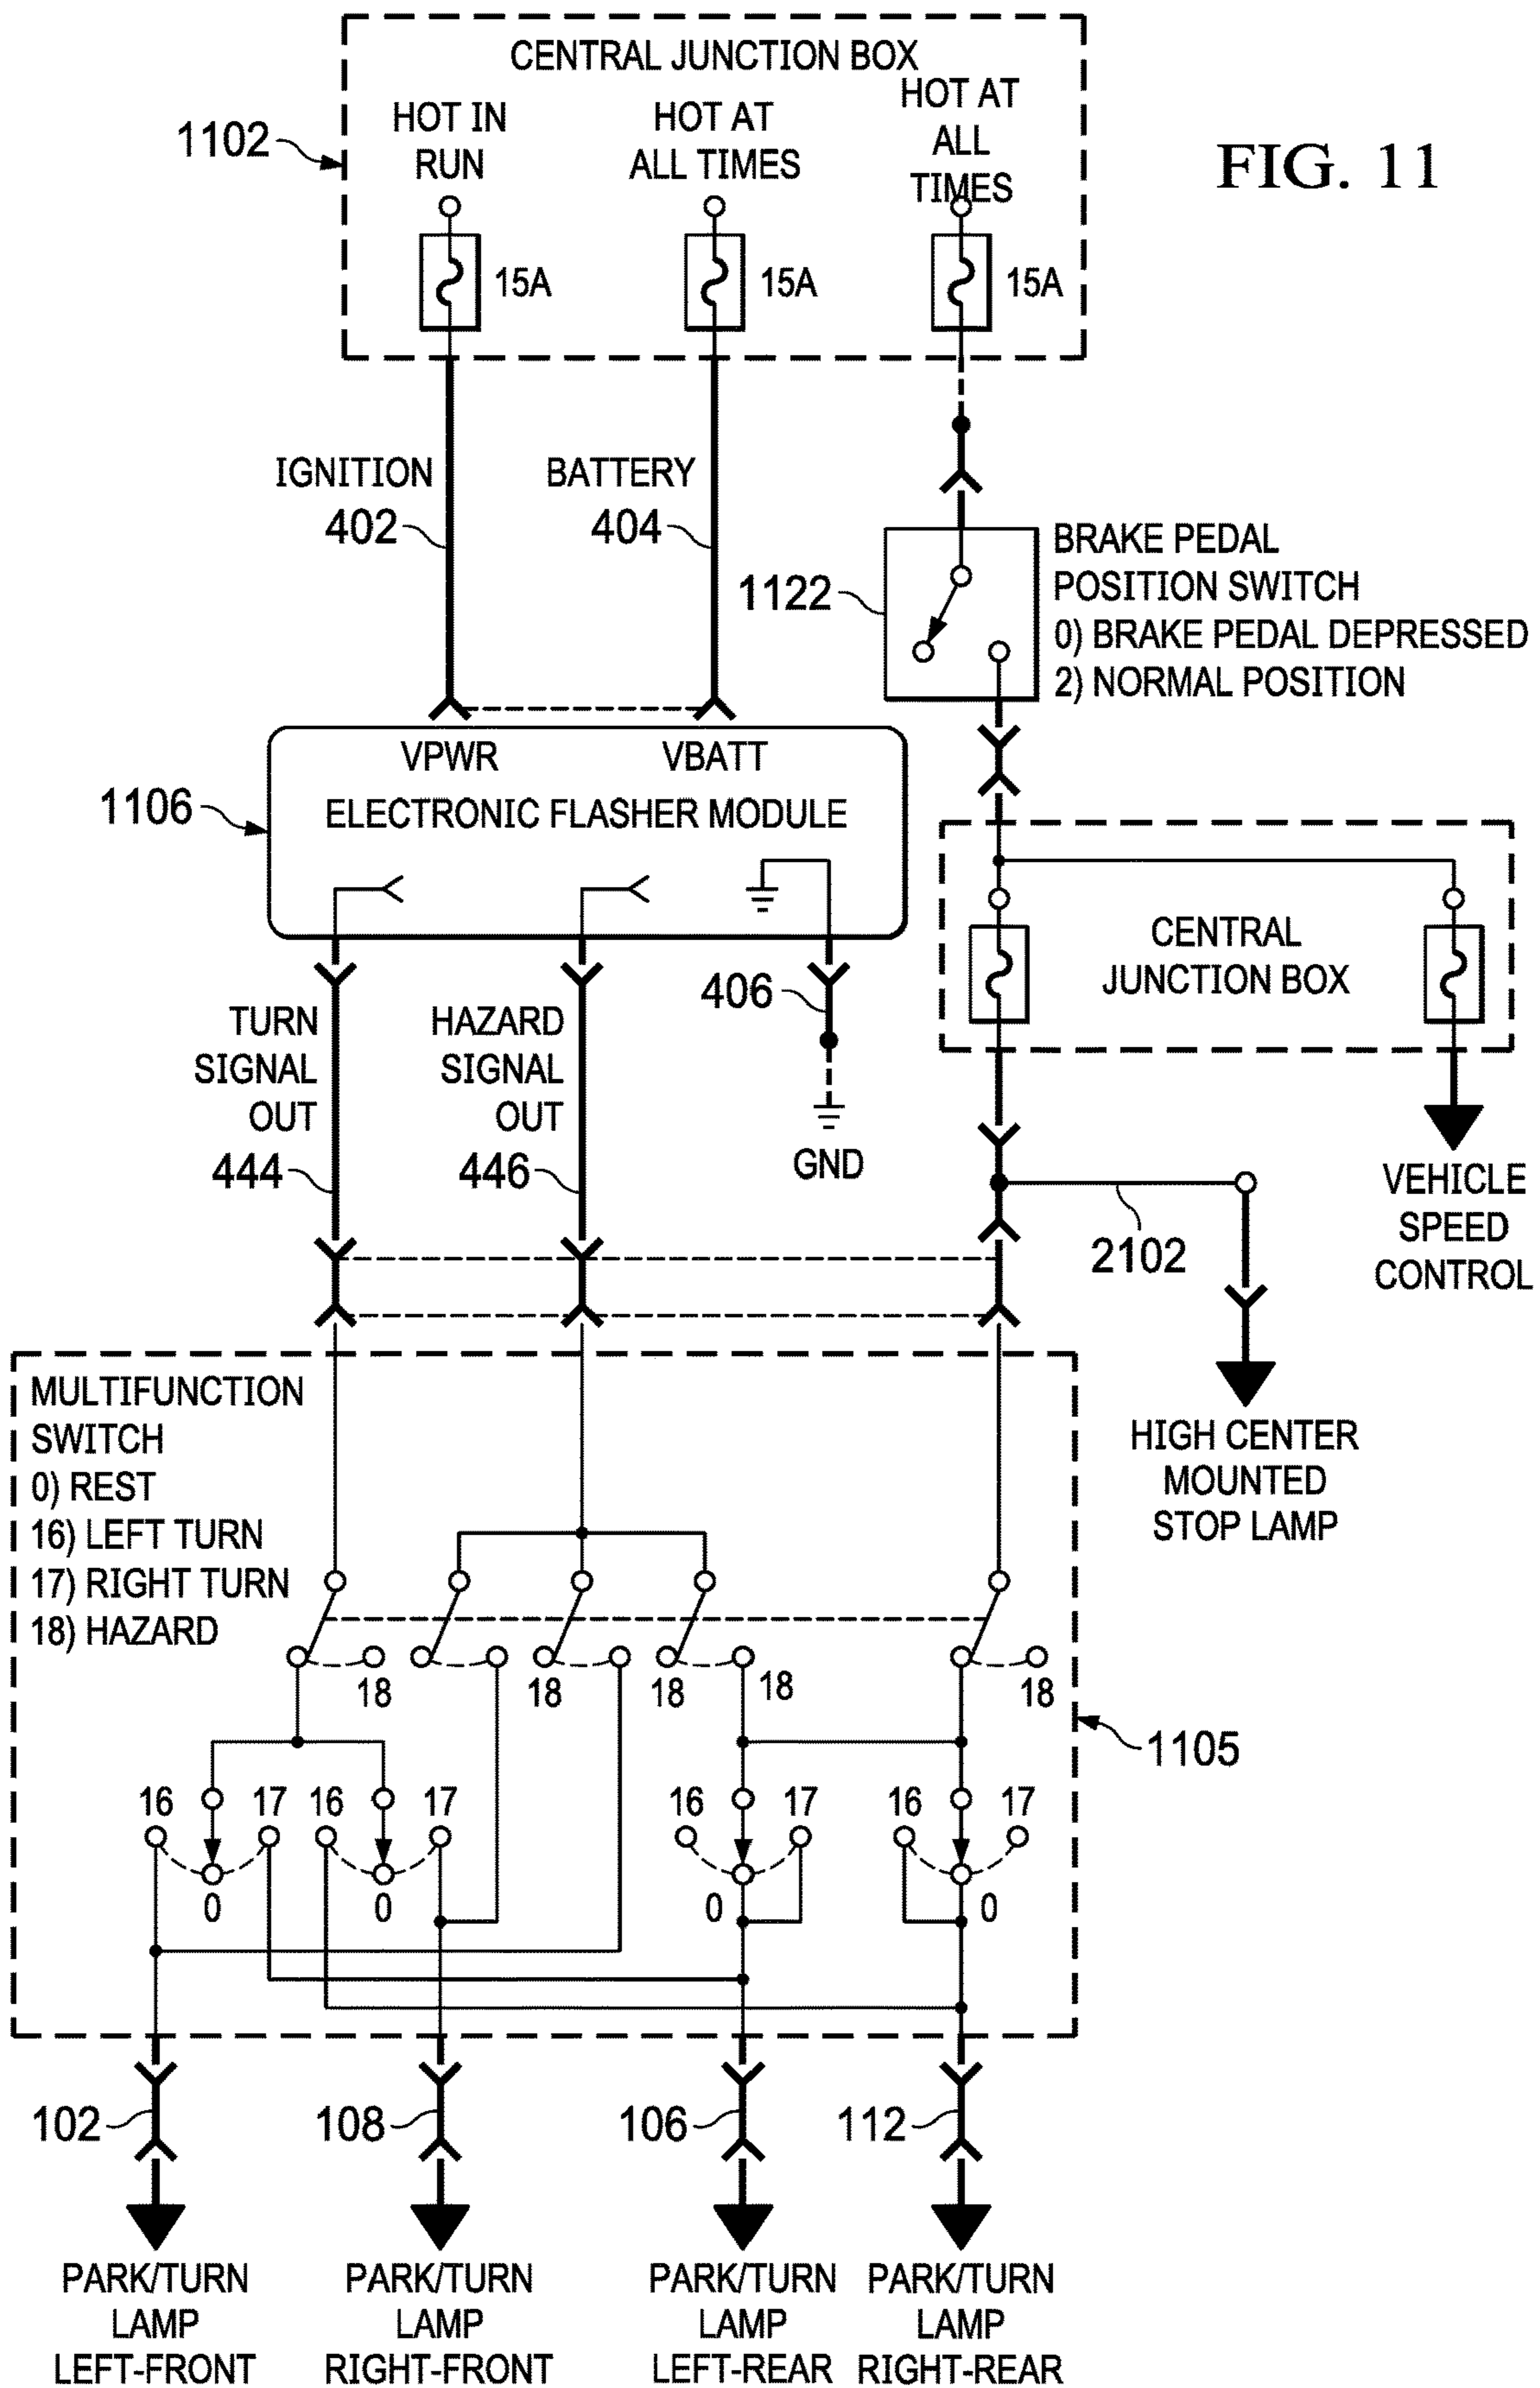 FIG. 11
CENTRAL JUNCTION BOX
1102
HOT IN
RUN
HOT AT
ALL TIMES
HOT AT
ALL
TIMES
15A
15A
15A
IGNITION
402
BATTERY
404
1122
BRAKE PEDAL
POSITION SWITCH
0) BRAKE PEDAL DEPRESSED
2) NORMAL POSITION
VPWR
VBATT
1106
ELECTRONIC FLASHER MODULE
CENTRAL
JUNCTION BOX
TURN
SIGNAL
OUT
444
HAZARD
SIGNAL
OUT
446
406
GND
2102
VEHICLE
SPEED
CONTROL
HIGH CENTER
MOUNTED
STOP LAMP
MULTIFUNCTION
SWITCH
0) REST
16) LEFT TURN
17) RIGHT TURN
18) HAZARD
18
18
18
18
18
1105
16
17
16
17
16
17
16
17
0
0
0
0
102
108
106
112
PARK/TURN
LAMP
LEFT-FRONT
PARK/TURN
LAMP
RIGHT-FRONT
PARK/TURN
LAMP
LEFT-REAR
PARK/TURN
LAMP
RIGHT-REAR